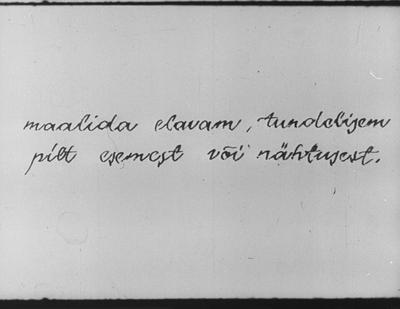 maalida elavam, tundelisem
pilt esemest või nähtusest.